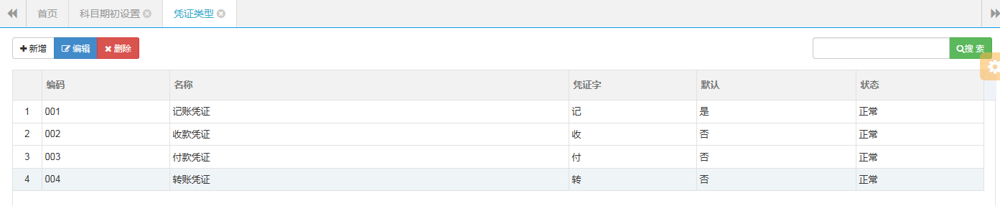 首页 科目期初设置 凭证类型
新增 编辑 删除 搜 索
编码 名称 凭证字 默认 状态
1 001 记账凭证 记 是 正常
2 002 收款凭证 收 否 正常
3 003 付款凭证 付 否 正常
4 004 转账凭证 转 否 正常